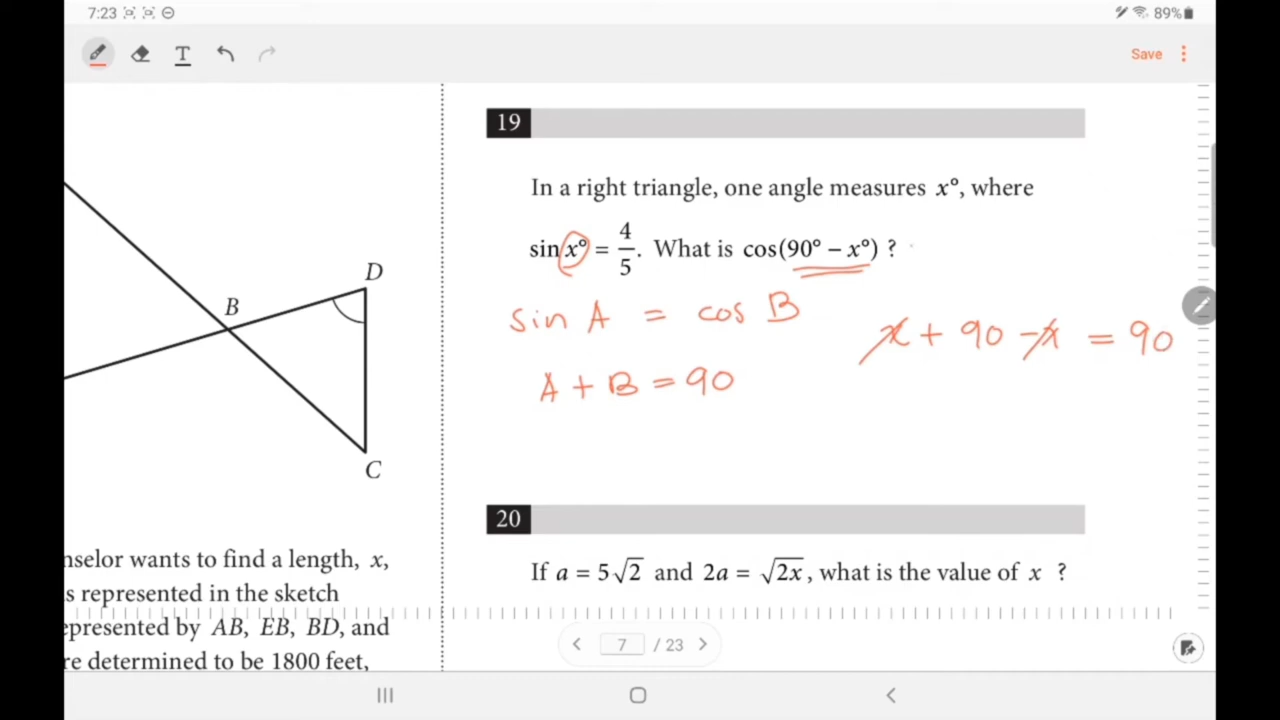 7:23
89%
T
Save
19
In a right triangle, one angle measures x°, where
sin x° = 4/5. What is cos(90° − x°) ?
sin A = cos B
x + 90 − x = 90
A + B = 90
D
B
C
20
If a = 5√2 and 2a = √2x, what is the value of x ?
nselor wants to find a length, x,
s represented in the sketch
epresented by AB, EB, BD, and
re determined to be 1800 feet,
< 7 / 23 >